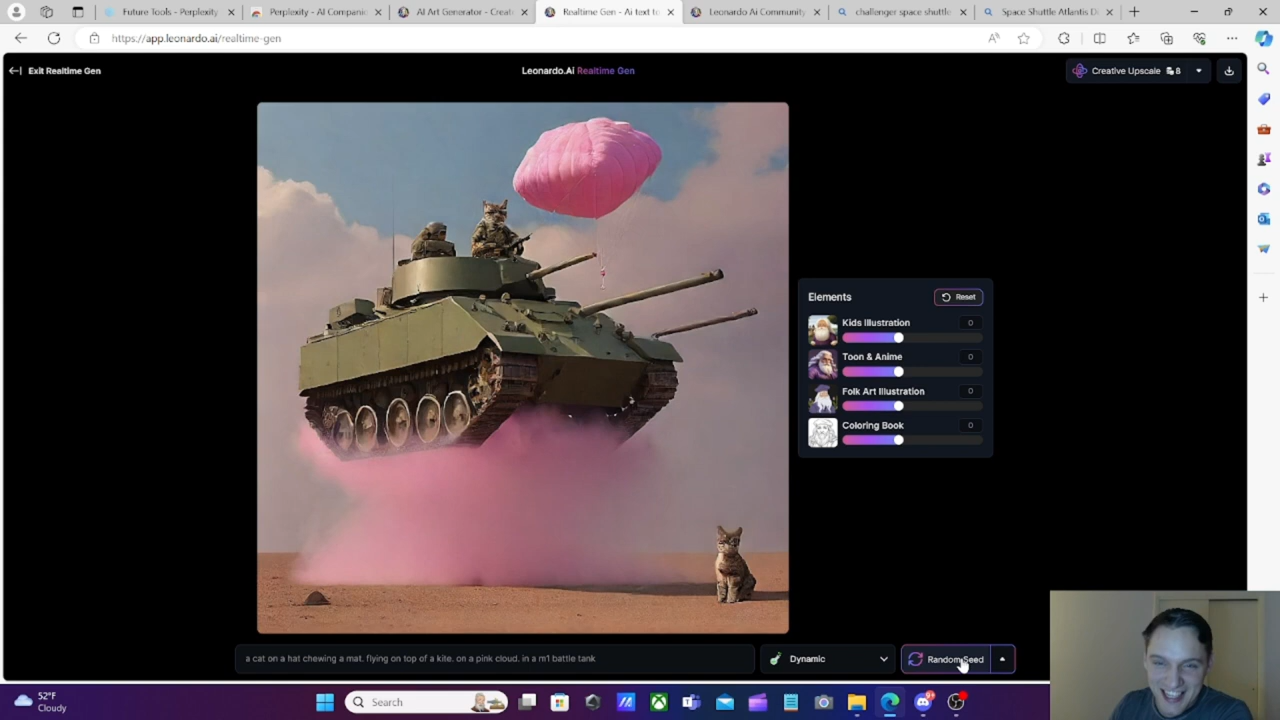 Future Tools - Perplexity
Perplexity - AI Companio
AI Art Generator - Create
Realtime Gen - Ai text to
Leonardo Ai Community
challenger space shuttle
Space Shuttle Atlantis Di
https://app.leonardo.ai/realtime-gen
Exit Realtime Gen
Leonardo.Ai Realtime Gen
Creative Upscale 8
Elements
Reset
Kids Illustration 0
Toon & Anime 0
Folk Art Illustration 0
Coloring Book 0
a cat on a hat chewing a mat. flying on top of a kite. on a pink cloud. in a m1 battle tank
Dynamic
Random Seed
52°F
Cloudy
Search